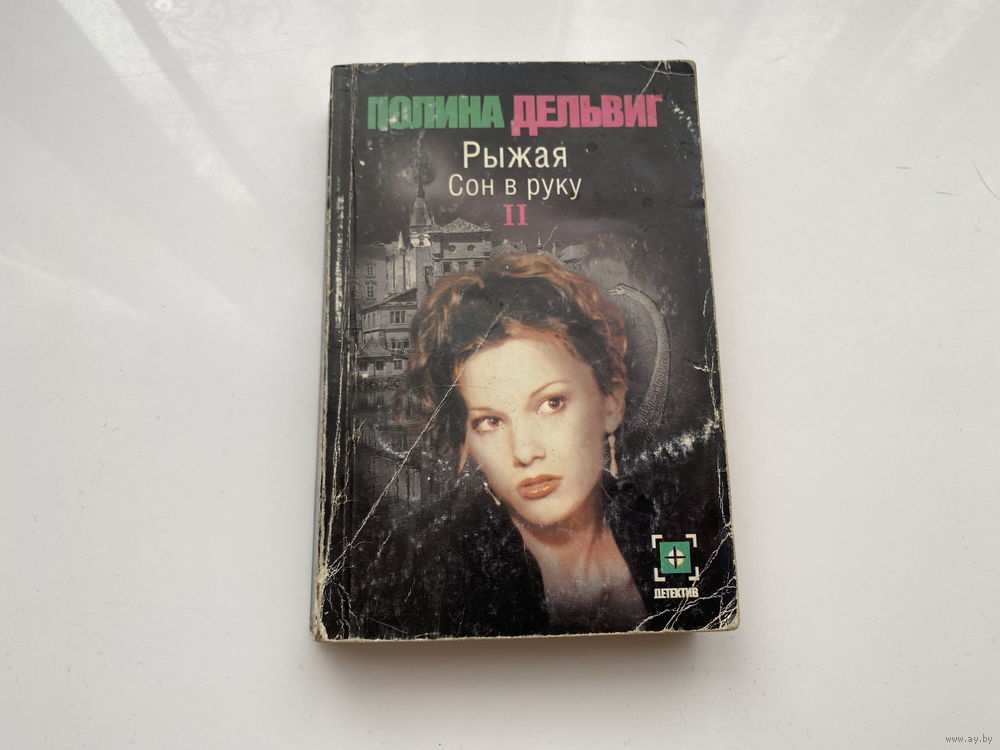 ПОЛИНА ДЕЛЬВИГ
Рыжая
Сон в руку
II
ДЕТЕКТИВ
www.ay.by